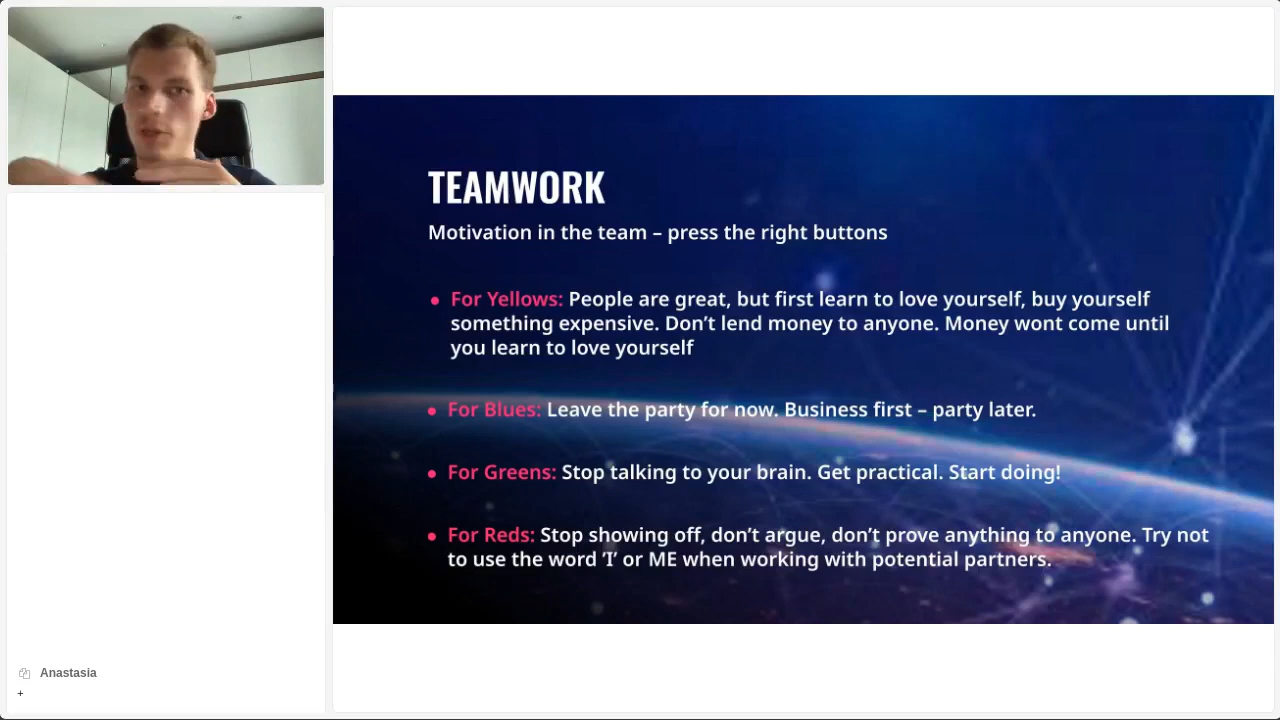 TEAMWORK
Motivation in the team – press the right buttons
• For Yellows: People are great, but first learn to love yourself, buy yourself
something expensive. Don’t lend money to anyone. Money wont come until
you learn to love yourself
• For Blues: Leave the party for now. Business first – party later.
• For Greens: Stop talking to your brain. Get practical. Start doing!
• For Reds: Stop showing off, don’t argue, don’t prove anything to anyone. Try not
to use the word ‘I’ or ME when working with potential partners.
Anastasia
+